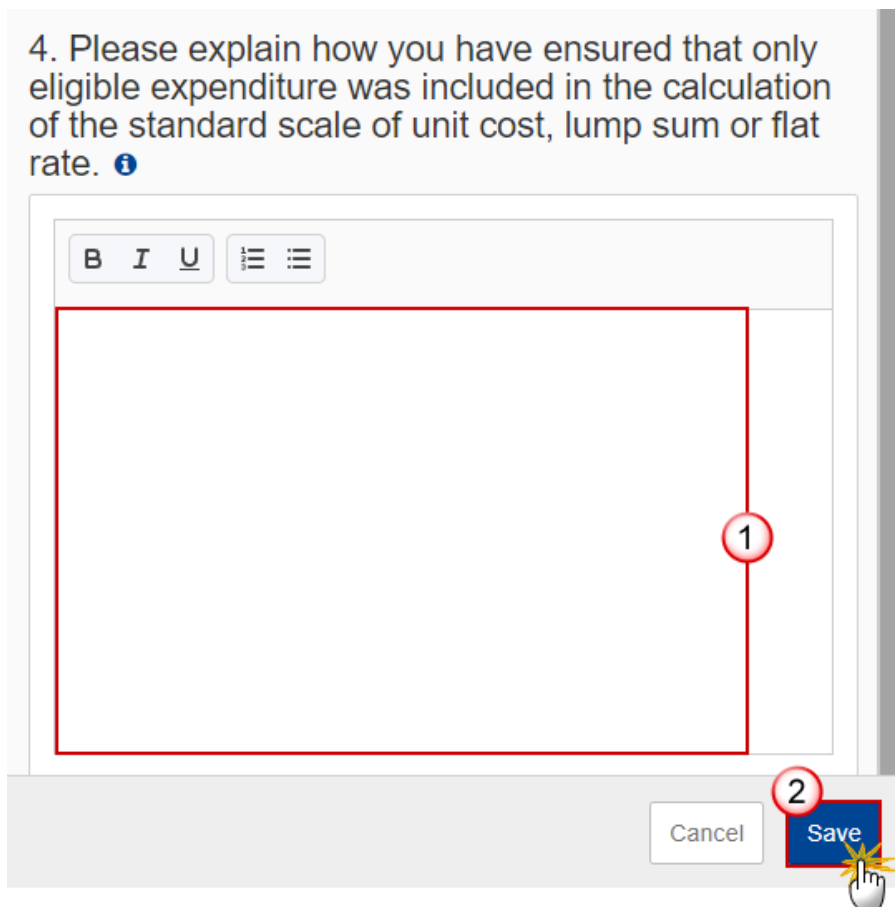 4. Please explain how you have ensured that only
eligible expenditure was included in the calculation
of the standard scale of unit cost, lump sum or flat
rate.
B I U
1
2
Cancel Save